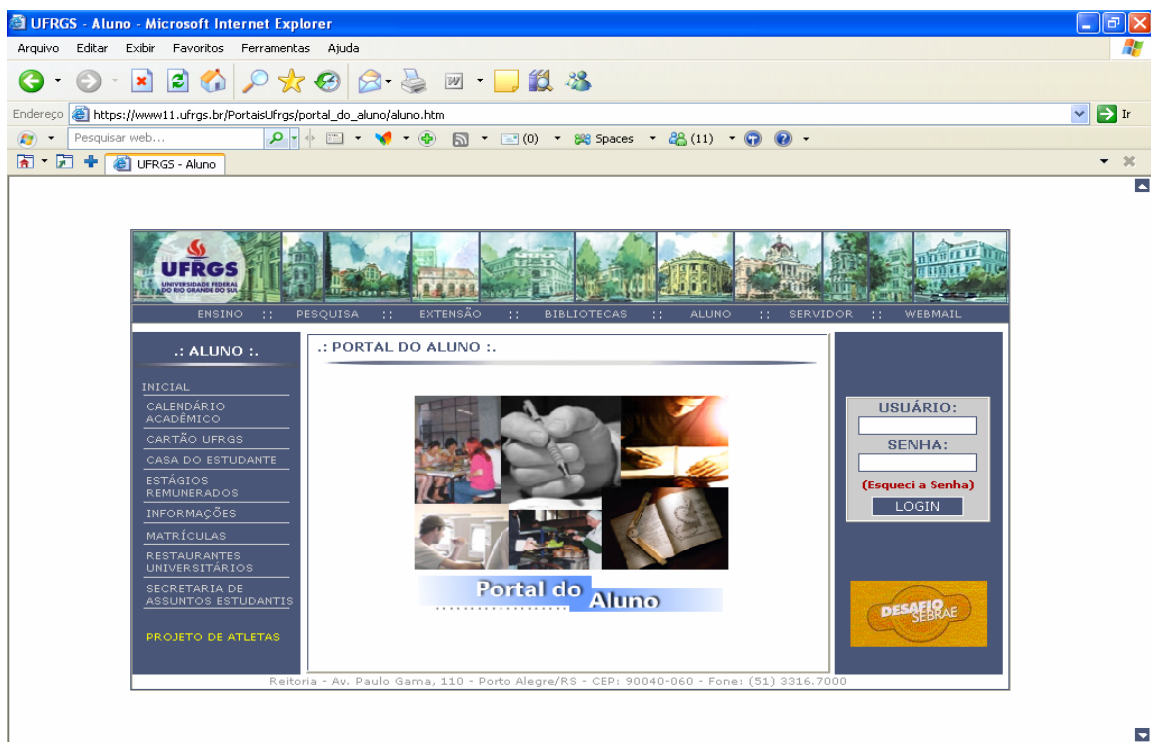 UFRGS - Aluno - Microsoft Internet Explorer
Arquivo Editar Exibir Favoritos Ferramentas Ajuda
Endereço https://www11.ufrgs.br/PortaisUfrgs/portal_do_aluno/aluno.htm Ir
Pesquisar web... (0) Spaces (11)
UFRGS - Aluno
UFRGS
UNIVERSIDADE FEDERAL
DO RIO GRANDE DO SUL
ENSINO :: PESQUISA :: EXTENSÃO :: BIBLIOTECAS :: ALUNO :: SERVIDOR :: WEBMAIL
.: ALUNO :.
INICIAL
CALENDÁRIO
ACADÊMICO
CARTÃO UFRGS
CASA DO ESTUDANTE
ESTÁGIOS
REMUNERADOS
INFORMAÇÕES
MATRÍCULAS
RESTAURANTES
UNIVERSITÁRIOS
SECRETARIA DE
ASSUNTOS ESTUDANTIS
PROJETO DE ATLETAS
.: PORTAL DO ALUNO :.
Portal do
Aluno
USUÁRIO:
SENHA:
(Esqueci a Senha)
LOGIN
DESAFIO
SEBRAE
Reitoria - Av. Paulo Gama, 110 - Porto Alegre/RS - CEP: 90040-060 - Fone: (51) 3316.7000